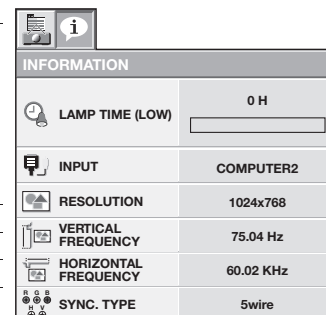 i
INFORMATION
LAMP TIME (LOW)
0 H
INPUT
COMPUTER2
RESOLUTION
1024x768
VERTICAL
FREQUENCY
75.04 Hz
HORIZONTAL
FREQUENCY
60.02 KHz
R G B
H V
SYNC. TYPE
5wire